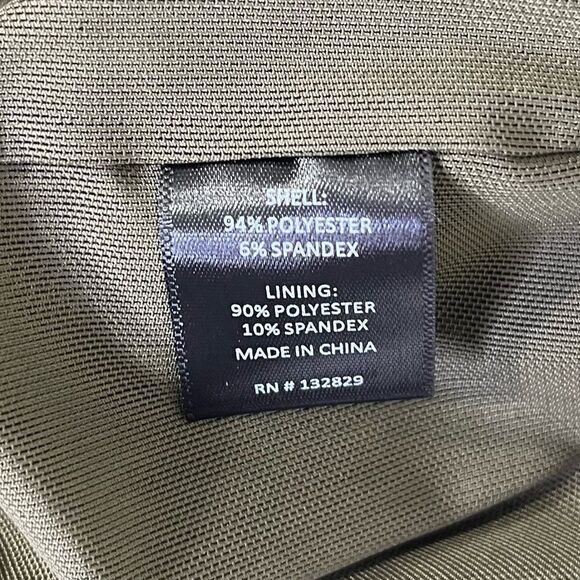 SHELL:
94% POLYESTER
6% SPANDEX
LINING:
90% POLYESTER
10% SPANDEX
MADE IN CHINA
RN # 132829